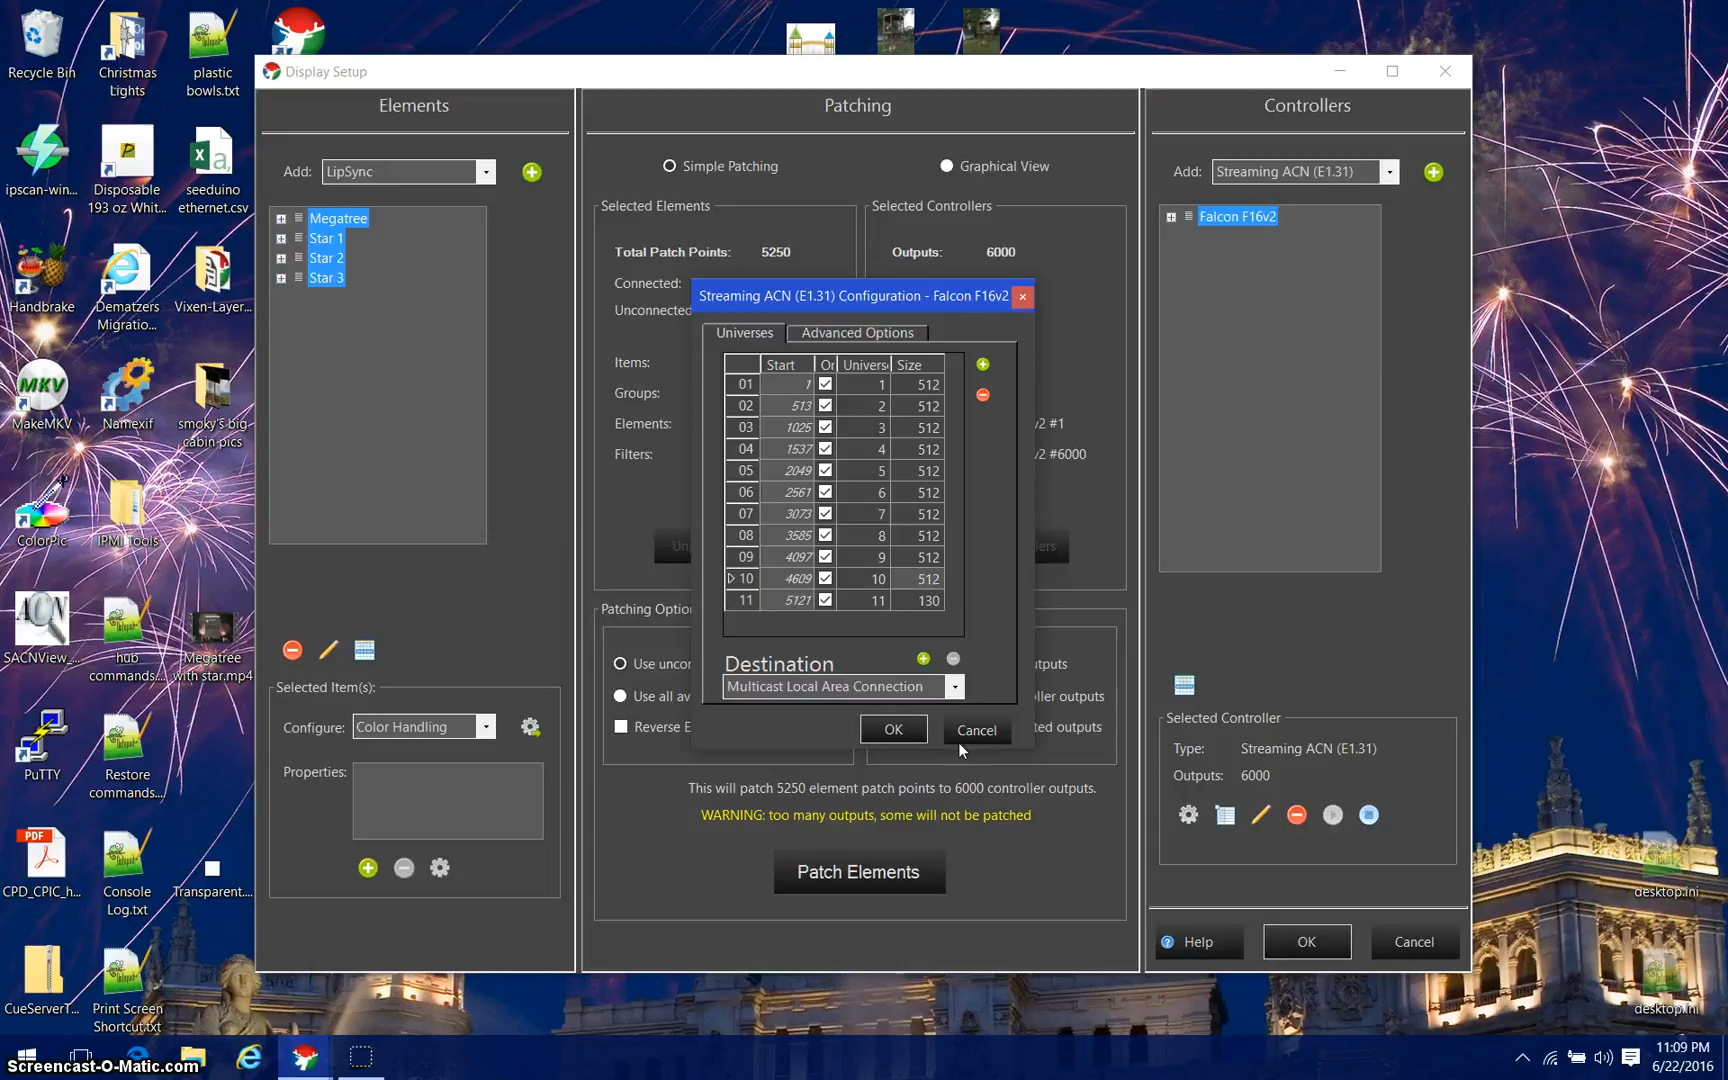 Recycle Bin
Christmas
Lights
plastic
bowls.txt
ipscan-win...
Disposable
193 oz Whit...
seeduino
ethernet.csv
Handbrake
Dematzers
Migratio...
Vixen-Layer...
MKV
MakeMKV
Namexif
smoky's big
cabin pics
ColorPic
IPMI Tools
ACN
SACNView_...
hub
commands...
Megatree
with star.mp4
PuTTY
Restore
commands....
PDF
CPD_CPIC_h...
Console
Log.txt
Transparent....
CueServerT...
Print Screen
Shortcut.txt
desktop.ini
desktop.ini
Display Setup
Elements
Add: LipSync
Megatree
Star 1
Star 2
Star 3
Selected Item(s):
Configure: Color Handling
Properties:
Patching
Simple Patching
Graphical View
Selected Elements
Selected Controllers
Total Patch Points: 5250
Outputs: 6000
Connected:
Unconnected
Items:
Groups:
Elements:
Filters:
v2 #1
v2 #6000
Un
lers
Patching Optio
Use uncon
Use all av
Reverse E
utputs
ller outputs
ted outputs
This will patch 5250 element patch points to 6000 controller outputs.
WARNING: too many outputs, some will not be patched
Patch Elements
Streaming ACN (E1.31) Configuration - Falcon F16v2
Universes
Advanced Options
Start Or Univers Size
01 1 1 512
02 513 2 512
03 1025 3 512
04 1537 4 512
05 2049 5 512
06 2561 6 512
07 3073 7 512
08 3585 8 512
09 4097 9 512
10 4609 10 512
11 5121 11 130
Destination
Multicast Local Area Connection
OK
Cancel
Controllers
Add: Streaming ACN (E1.31)
Falcon F16v2
Selected Controller
Type: Streaming ACN (E1.31)
Outputs: 6000
Help
OK
Cancel
Screencast-O-Matic.com
11:09 PM
6/22/2016